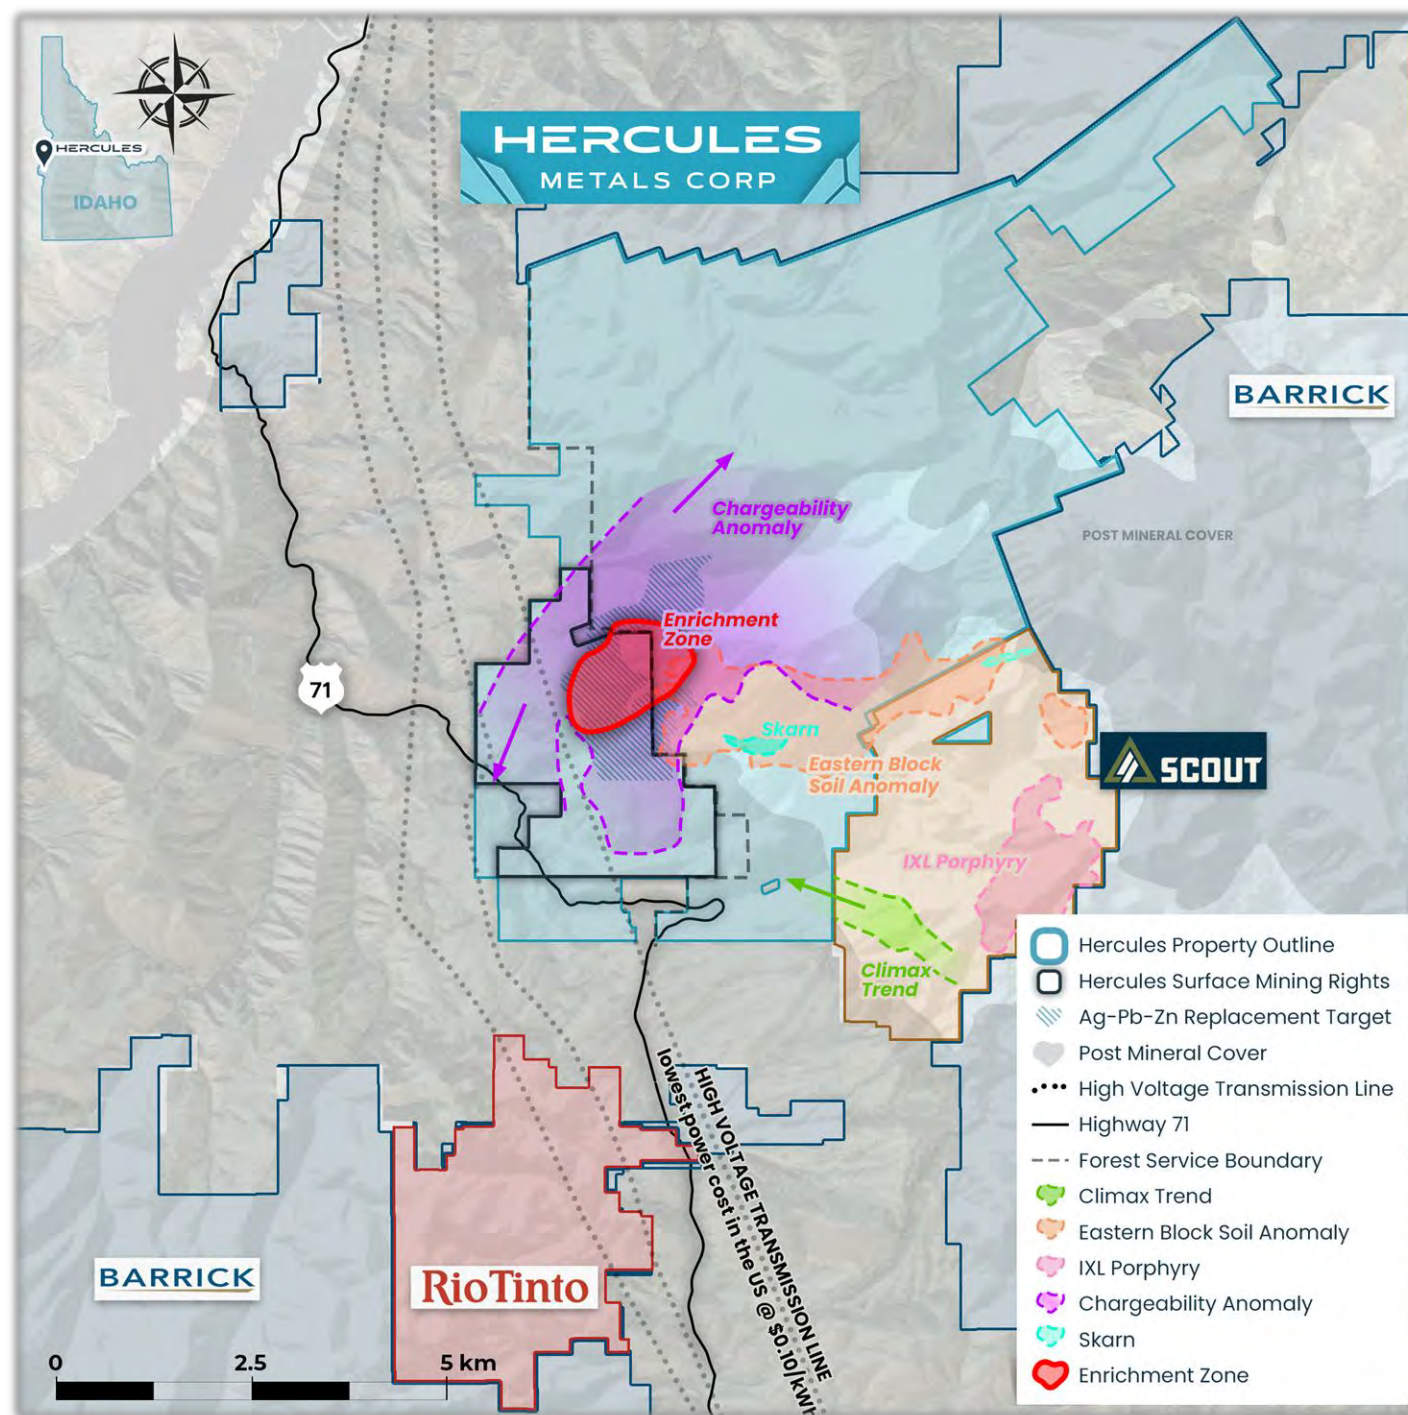 HERCULES
IDAHO
HERCULES
METALS CORP
BARRICK
Chargeability
Anomaly
POST MINERAL COVER
Enrichment
Zone
71
Skarn
Eastern Block
Soil Anomaly
SCOUT
IXL Porphyry
Climax
Trend
HIGH VOLTAGE TRANSMISSION LINE
lowest power cost in the US @ $0.10/kWh
BARRICK
RioTinto
0 2.5 5 km
Hercules Property Outline
Hercules Surface Mining Rights
Ag-Pb-Zn Replacement Target
Post Mineral Cover
High Voltage Transmission Line
Highway 71
Forest Service Boundary
Climax Trend
Eastern Block Soil Anomaly
IXL Porphyry
Chargeability Anomaly
Skarn
Enrichment Zone